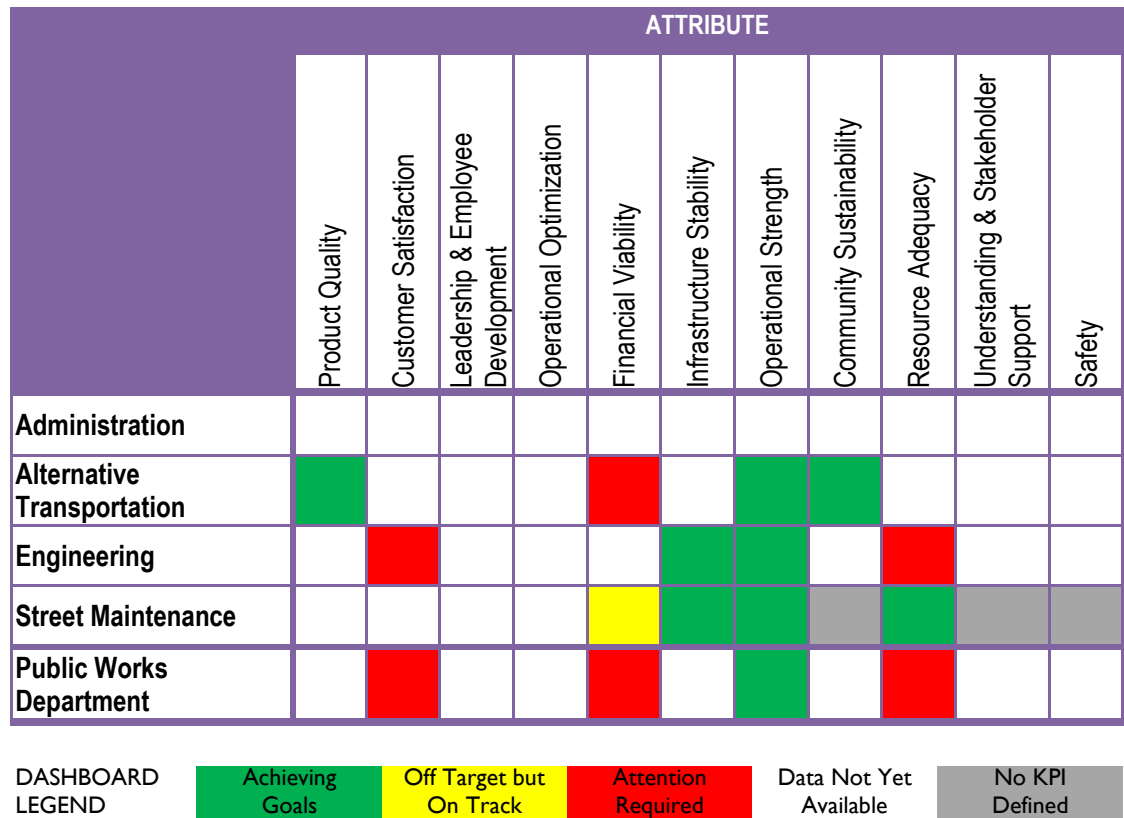 ATTRIBUTE
Product Quality
Customer Satisfaction
Leadership & Employee
Development
Operational Optimization
Financial Viability
Infrastructure Stability
Operational Strength
Community Sustainability
Resource Adequacy
Understanding & Stakeholder
Support
Safety
Administration
Alternative
Transportation
Engineering
Street Maintenance
Public Works
Department
DASHBOARD
LEGEND
Achieving
Goals
Off Target but
On Track
Attention
Required
Data Not Yet
Available
No KPI
Defined